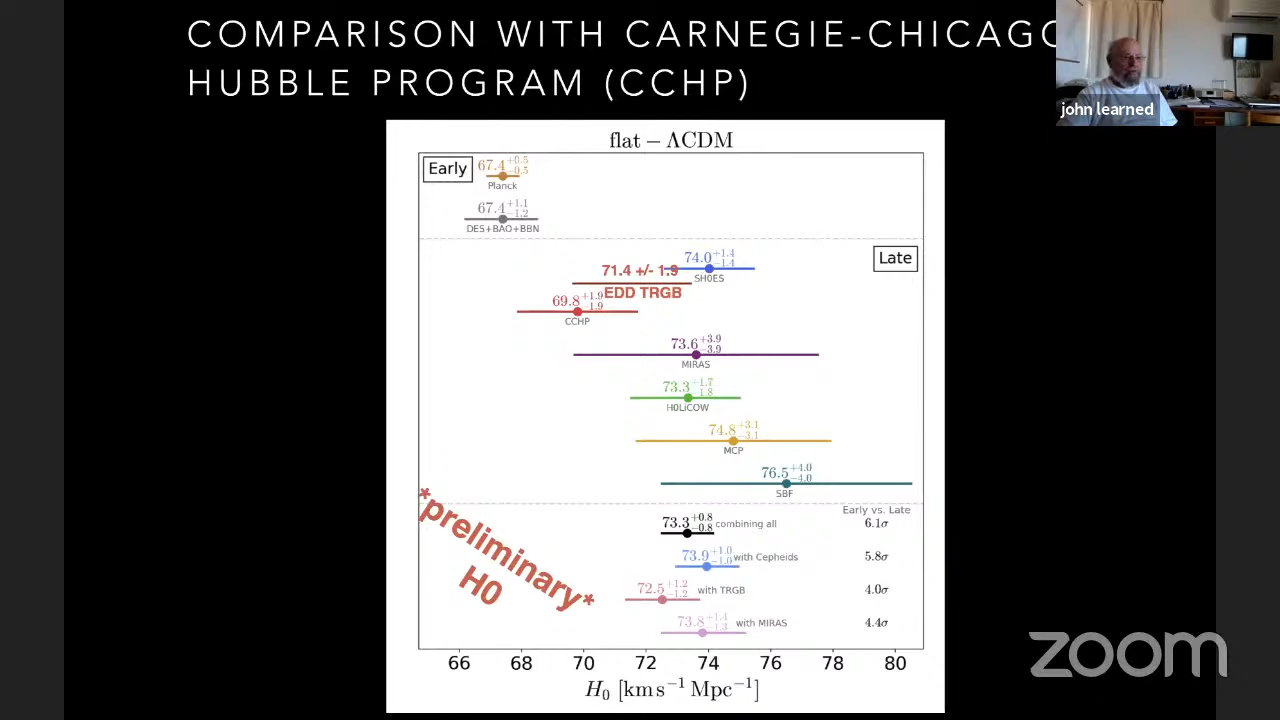 COMPARISON WITH CARNEGIE-CHICAGO
HUBBLE PROGRAM (CCHP)
john learned
flat – ΛCDM
Early
67.4 +0.5 −0.5
Planck
67.4 +1.1 −1.2
DES+BAO+BBN
Late
74.0 +1.4 −1.4
SH0ES
71.4 +/- 1.9
EDD TRGB
69.8 +1.9 −1.9
CCHP
73.6 +3.9 −3.9
MIRAS
73.3 +1.7 −1.8
H0LiCOW
74.8 +3.1 −3.1
MCP
76.5 +4.0 −4.0
SBF
Early vs. Late
73.3 +0.8 −0.8 combining all 6.1σ
73.9 +1.0 −1.0 with Cepheids 5.8σ
72.5 +1.2 −1.2 with TRGB 4.0σ
73.8 +1.4 −1.3 with MIRAS 4.4σ
*preliminary*
H0
66 68 70 72 74 76 78 80
H₀ [km s⁻¹ Mpc⁻¹]
zoom